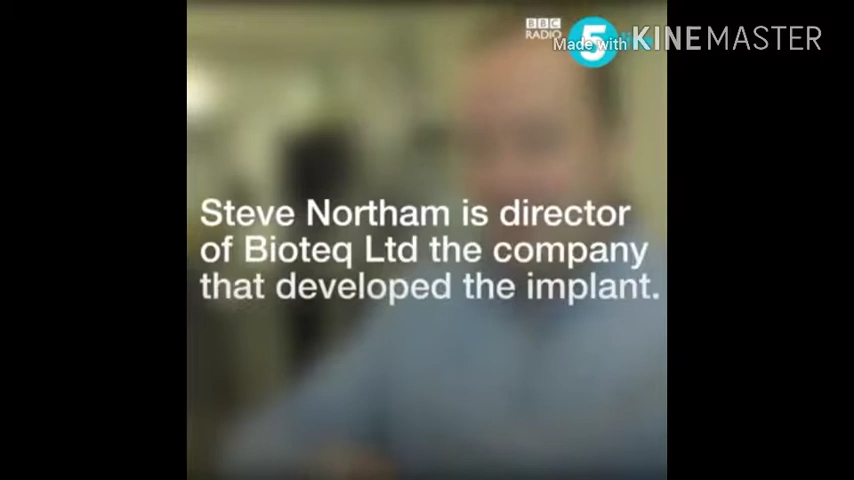 BBC
RADIO
5
Made with KINEMASTER
Steve Northam is director
of Bioteq Ltd the company
that developed the implant.